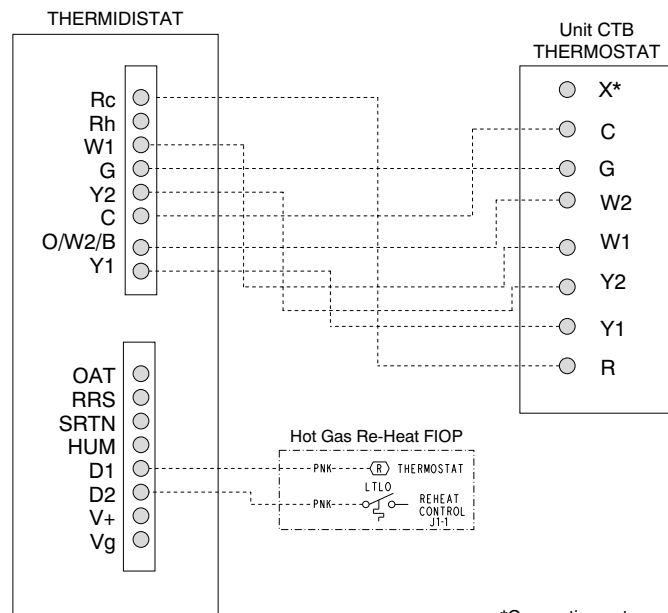 THERMIDISTAT
Rc
Rh
W1
G
Y2
C
O/W2/B
Y1
OAT
RRS
SRTN
HUM
D1
D2
V+
Vg
Unit CTB
THERMOSTAT
X*
C
G
W2
W1
Y2
Y1
R
Hot Gas Re-Heat FIOP
PNK R THERMOSTAT
LTLO
PNK REHEAT
CONTROL
J1-1